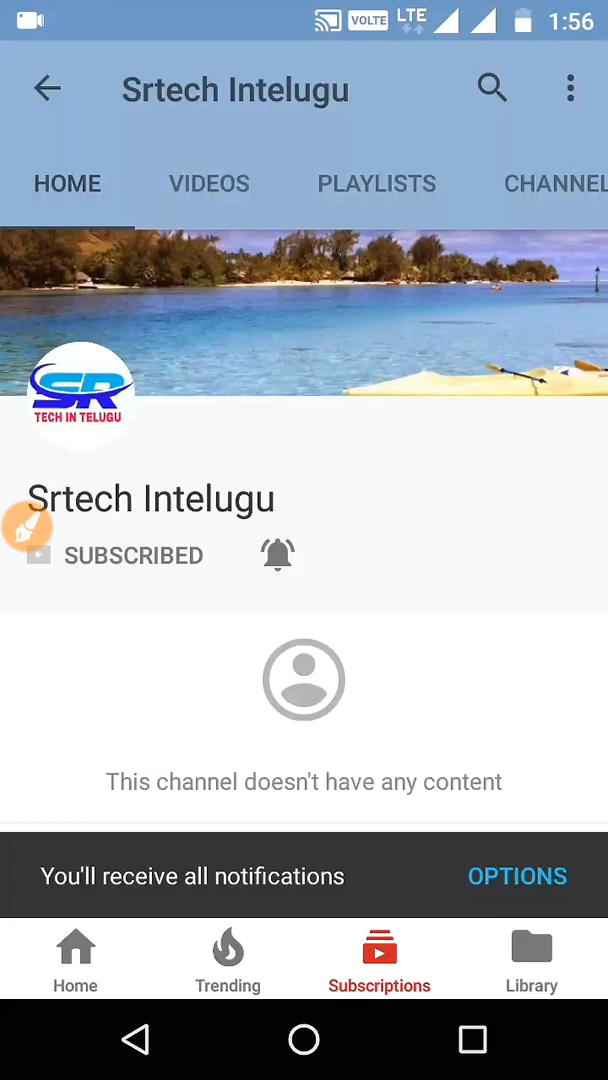 VOLTE LTE 1:56
Srtech Intelugu
HOME VIDEOS PLAYLISTS CHANNEL
SR
TECH IN TELUGU
Srtech Intelugu
SUBSCRIBED
This channel doesn't have any content
You'll receive all notifications OPTIONS
Home Trending Subscriptions Library